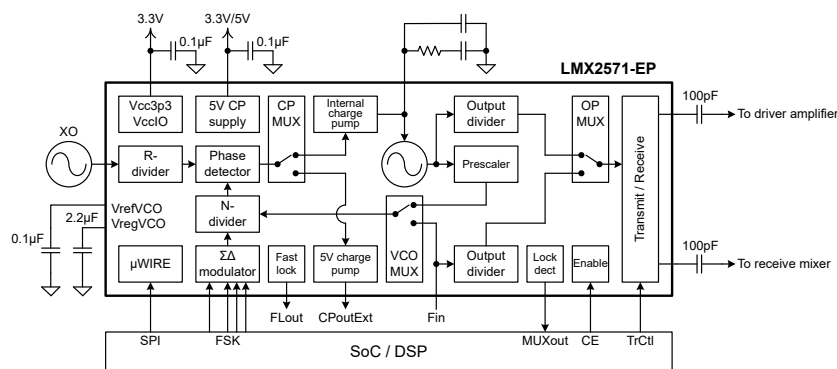 3.3V
3.3V/5V
0.1µF
0.1µF
LMX2571-EP
Vcc3p3
VccIO
5V CP
supply
CP
MUX
Internal
charge
pump
Output
divider
OP
MUX
100pF
To driver amplifier
XO
R-
divider
Phase
detector
Prescaler
Transmit / Receive
N-
divider
VrefVCO
VregVCO
2.2µF
0.1µF
µWIRE
ΣΔ
modulator
Fast
lock
5V charge
pump
VCO
MUX
Output
divider
Lock
dect
Enable
100pF
To receive mixer
FLout
CPoutExt
Fin
SPI
FSK
MUXout
CE
TrCtl
SoC / DSP